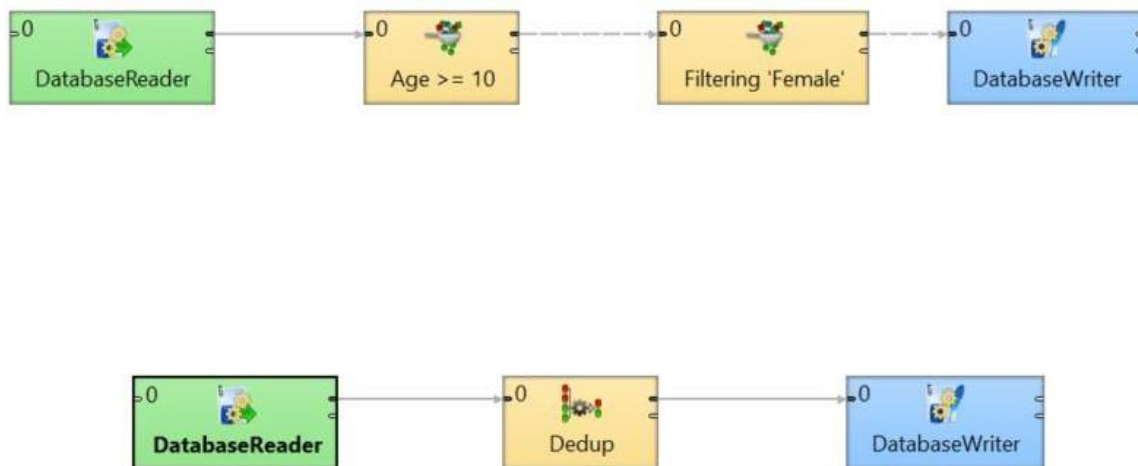 0 0 0 0
DatabaseReader Age >= 10 Filtering 'Female' DatabaseWriter
0 0 0
DatabaseReader Dedup DatabaseWriter